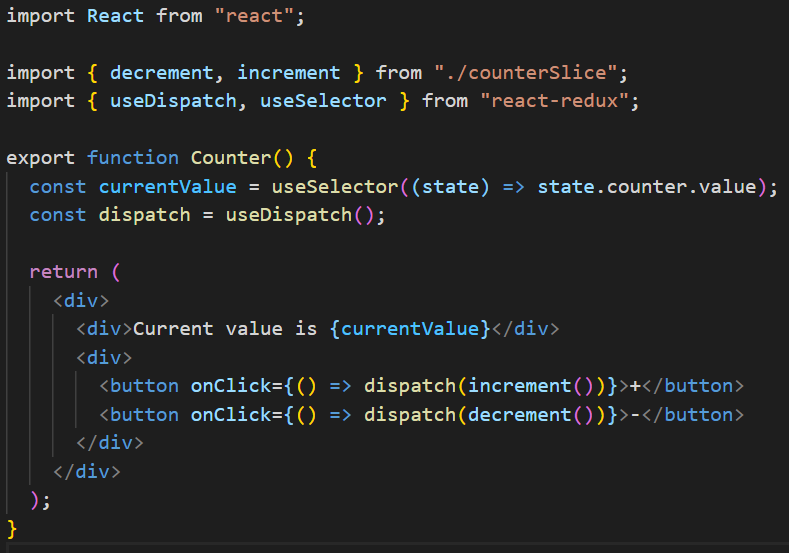 import React from "react";

import { decrement, increment } from "./counterSlice";
import { useDispatch, useSelector } from "react-redux";

export function Counter() {
  const currentValue = useSelector((state) => state.counter.value);
  const dispatch = useDispatch();

  return (
    <div>
      <div>Current value is {currentValue}</div>
      <div>
        <button onClick={() => dispatch(increment())}>+</button>
        <button onClick={() => dispatch(decrement())}>-</button>
      </div>
    </div>
  );
}